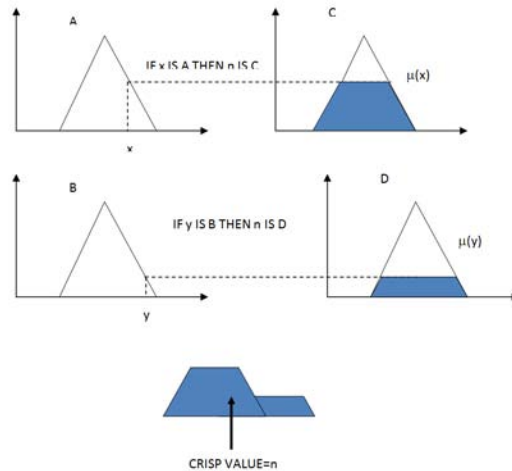 A
C
IF x IS A THEN n IS C
μ(x)
x
B
D
IF y IS B THEN n IS D
μ(y)
y
CRISP VALUE=n